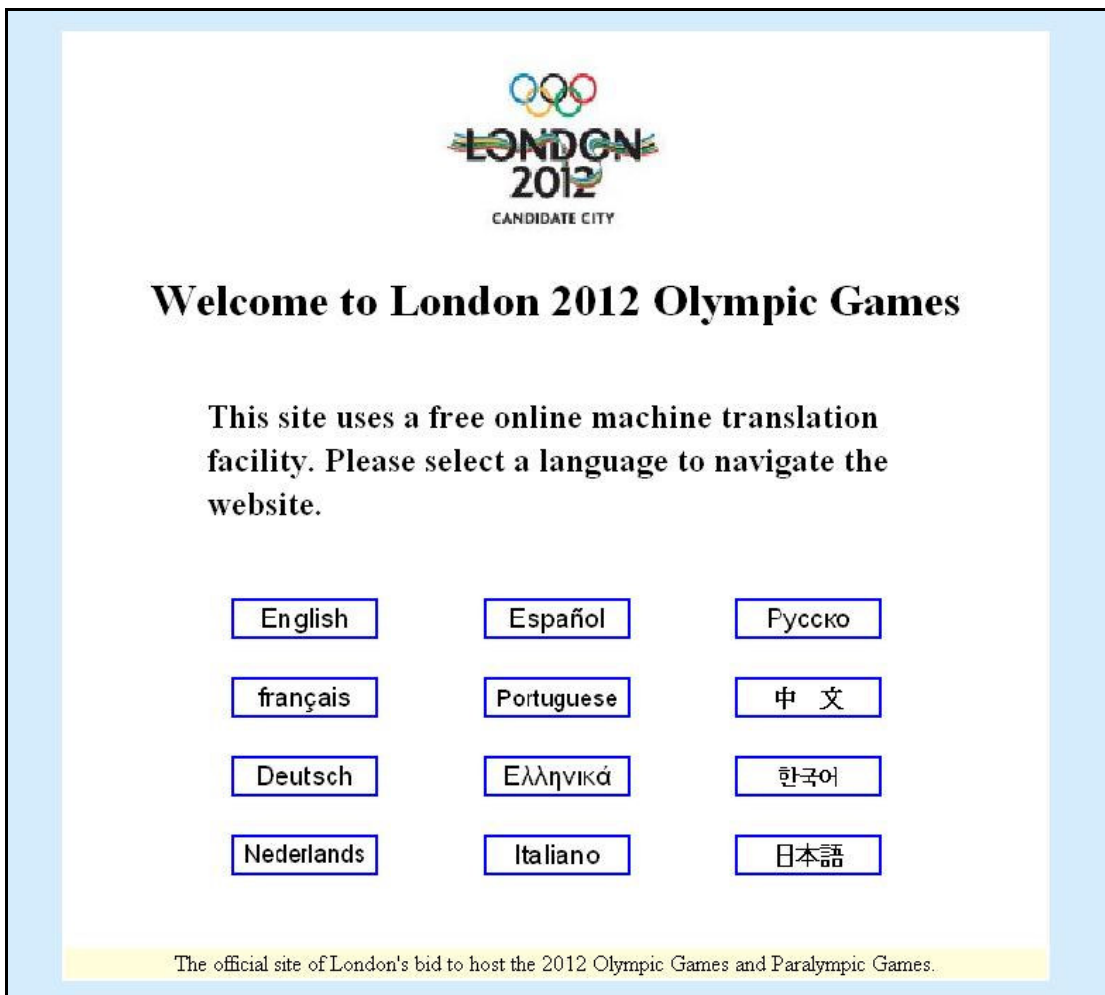 LONDON
2012
CANDIDATE CITY
Welcome to London 2012 Olympic Games
This site uses a free online machine translation
facility. Please select a language to navigate the
website.
English Español Русско
français Portuguese 中 文
Deutsch Ελληνικά 한국어
Nederlands Italiano 日本語
The official site of London's bid to host the 2012 Olympic Games and Paralympic Games.